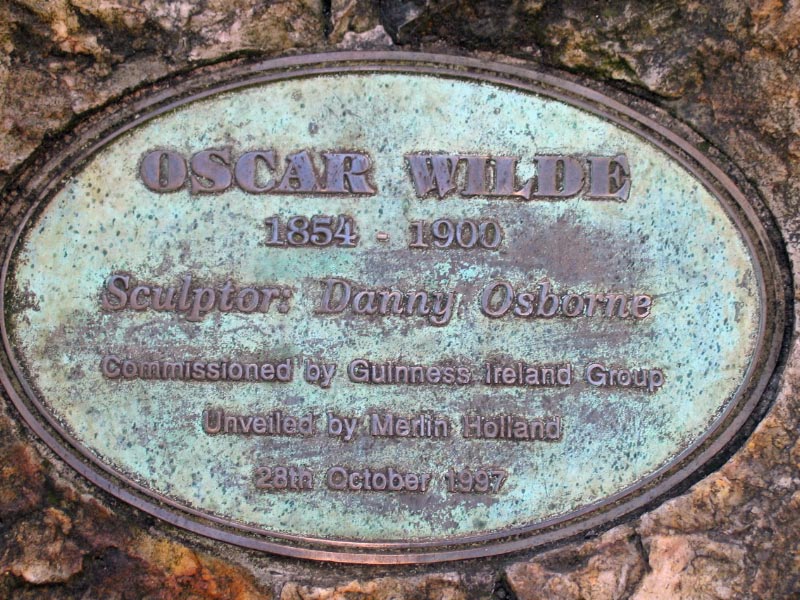 OSCAR WILDE
1854 - 1900
Sculptor: Danny Osborne
Commissioned by Guinness Ireland Group
Unveiled by Merlin Holland
28th October 1997